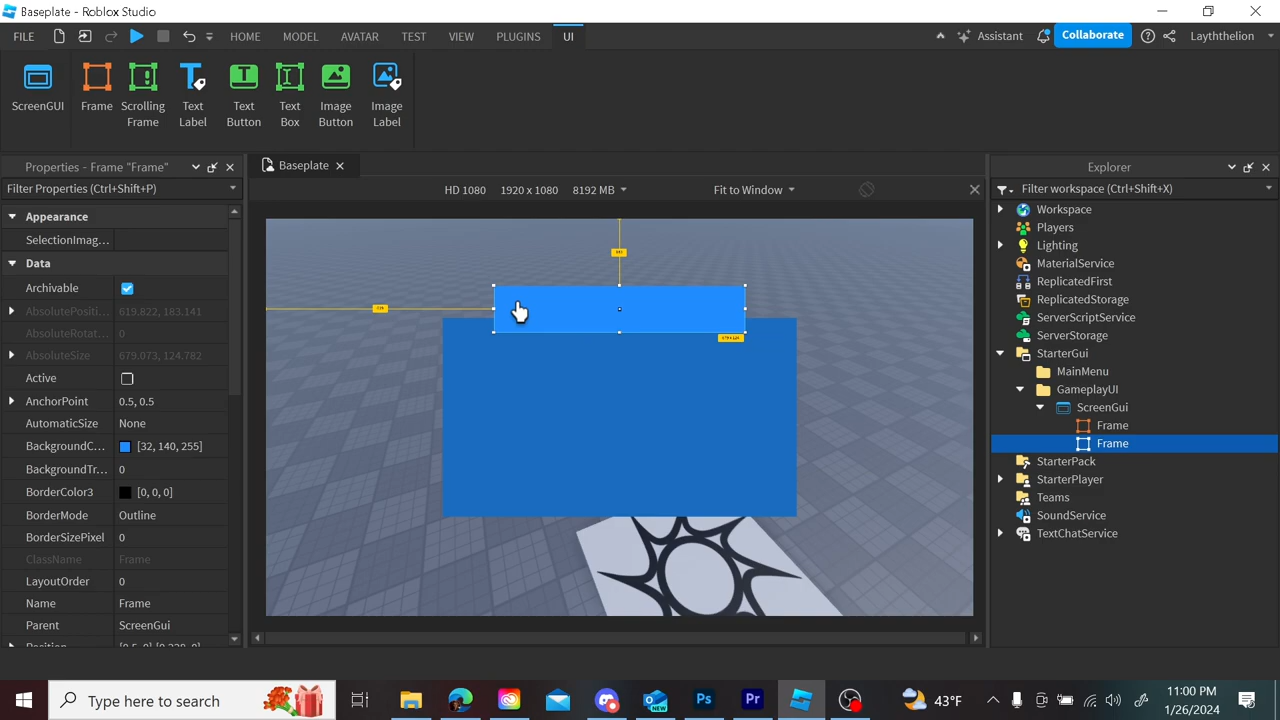 Baseplate - Roblox Studio
FILE HOME MODEL AVATAR TEST VIEW PLUGINS UI Assistant Collaborate Layththelion
ScreenGUI
Frame
Scrolling
Frame
Text
Label
Text
Button
Text
Box
Image
Button
Image
Label
Properties - Frame "Frame"
Filter Properties (Ctrl+Shift+P)
Appearance
SelectionImag...
Data
Archivable
AbsolutePositi... 619.822, 183.141
AbsoluteRotat... 0
AbsoluteSize 679.073, 124.782
Active
AnchorPoint 0.5, 0.5
AutomaticSize None
BackgroundC... [32, 140, 255]
BackgroundTr... 0
BorderColor3 [0, 0, 0]
BorderMode Outline
BorderSizePixel 0
ClassName Frame
LayoutOrder 0
Name Frame
Parent ScreenGui
Baseplate
HD 1080 1920 x 1080 8192 MB Fit to Window
Explorer
Filter workspace (Ctrl+Shift+X)
Workspace
Players
Lighting
MaterialService
ReplicatedFirst
ReplicatedStorage
ServerScriptService
ServerStorage
StarterGui
MainMenu
GameplayUI
ScreenGui
Frame
Frame
StarterPack
StarterPlayer
Teams
SoundService
TextChatService
Type here to search
43°F
11:00 PM
1/26/2024